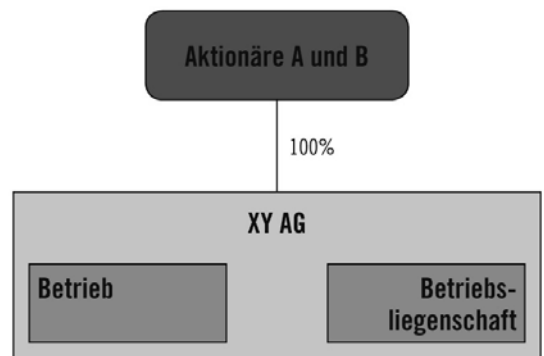 Aktionäre A und B
100%
XY AG
Betrieb
Betriebs-
liegenschaft